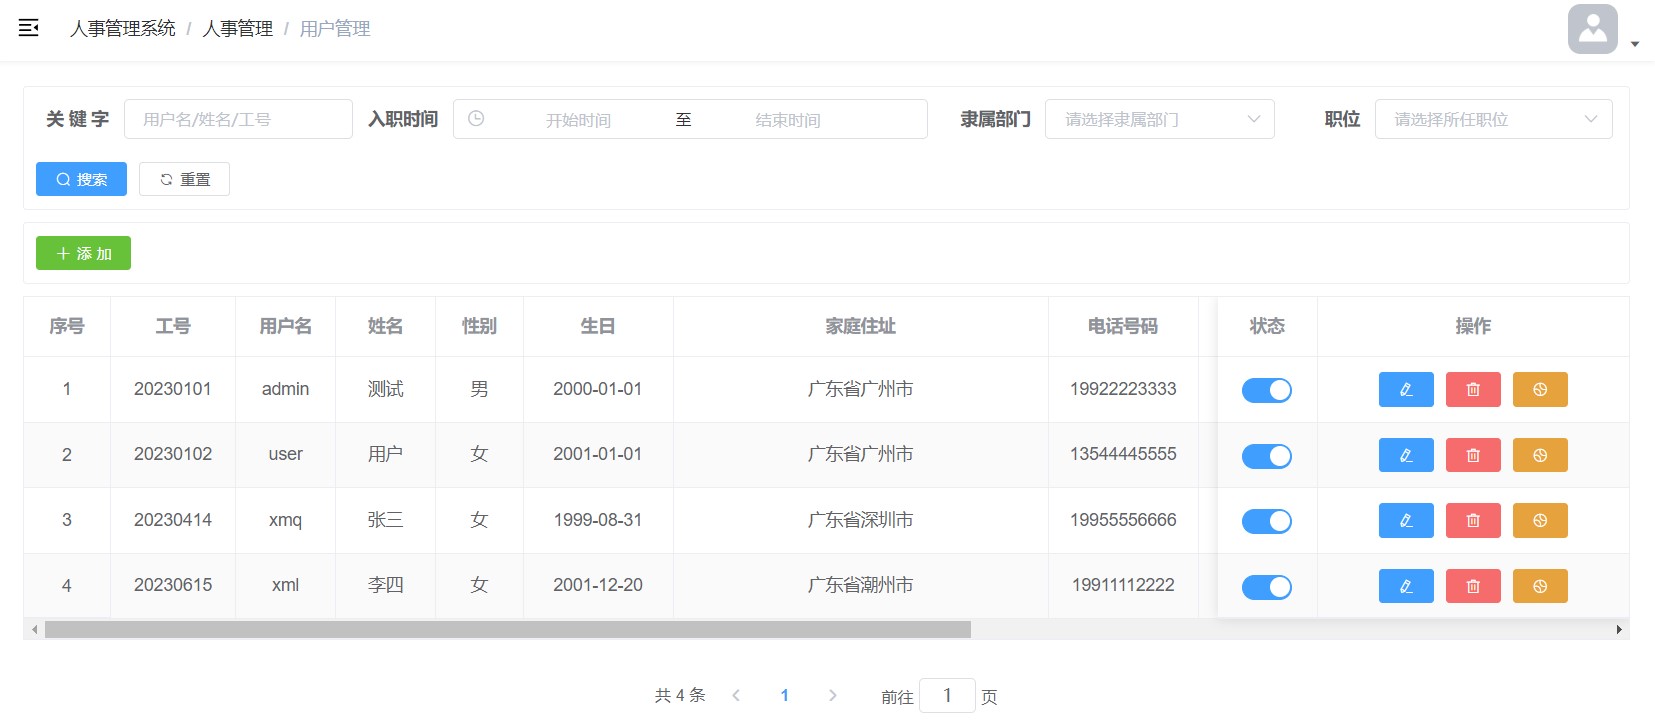 人事管理系统 / 人事管理 / 用户管理
关 键 字 用户名/姓名/工号 入职时间 开始时间 至 结束时间 隶属部门 请选择隶属部门 职位 请选择所任职位
搜索 重置
添 加
序号 工号 用户名 姓名 性别 生日 家庭住址 电话号码 状态 操作
1 20230101 admin 测试 男 2000-01-01 广东省广州市 19922223333
2 20230102 user 用户 女 2001-01-01 广东省广州市 13544445555
3 20230414 xmq 张三 女 1999-08-31 广东省深圳市 19955556666
4 20230615 xml 李四 女 2001-12-20 广东省潮州市 19911112222
共 4 条 1 前往 1 页